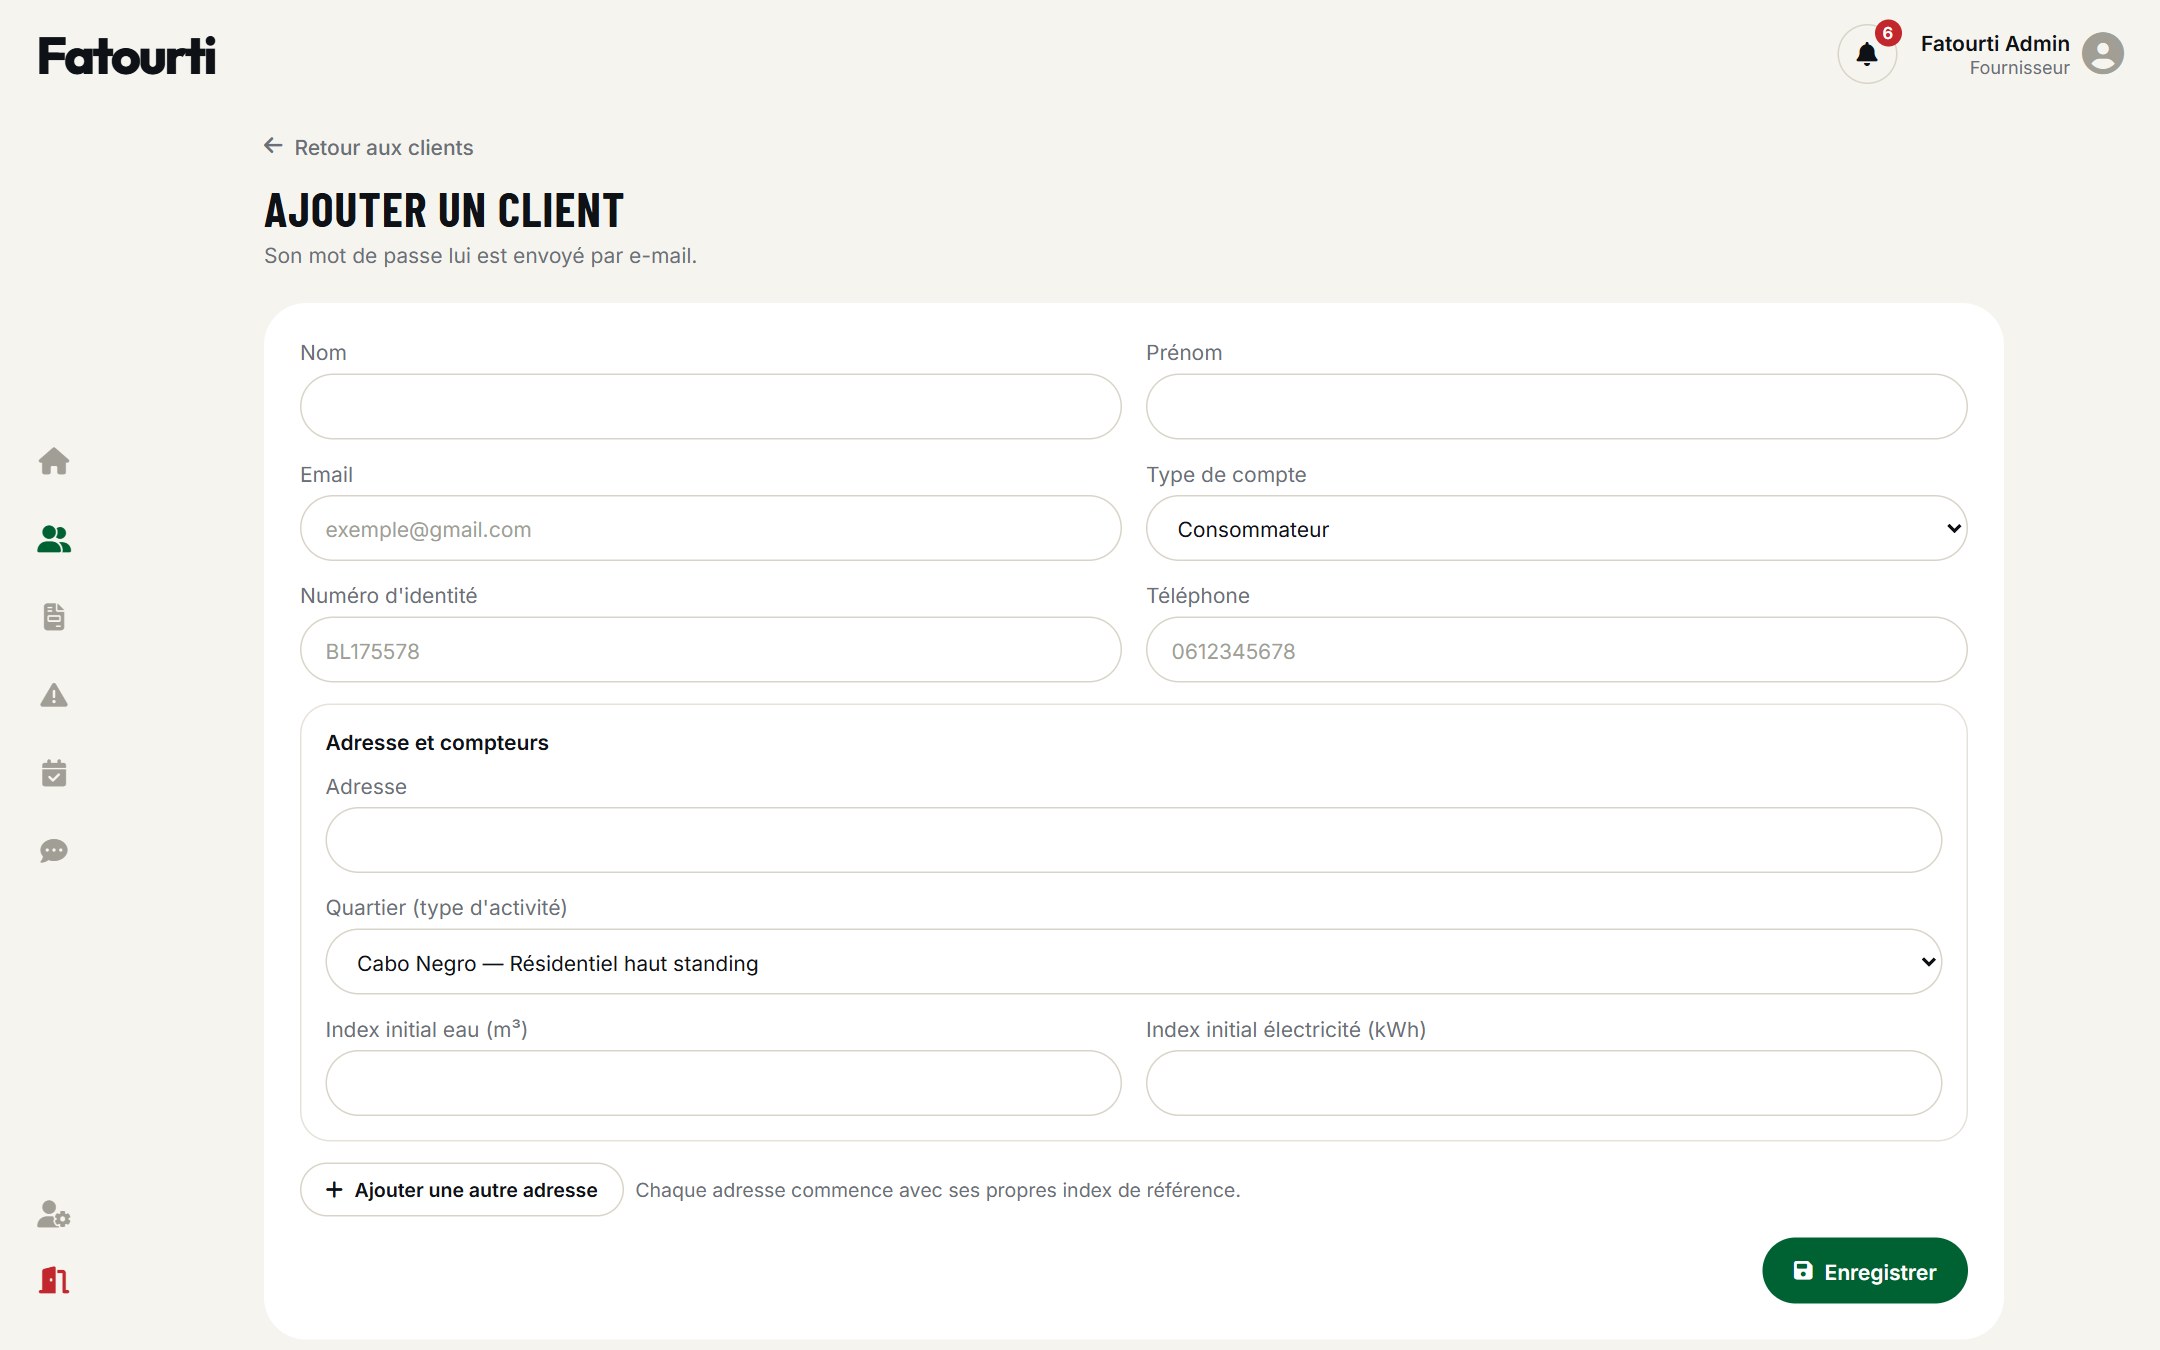 Fatourti
6
Fatourti Admin
Fournisseur
Retour aux clients
AJOUTER UN CLIENT
Son mot de passe lui est envoyé par e-mail.
Nom
Prénom
Email
Type de compte
exemple@gmail.com
Consommateur
Numéro d'identité
Téléphone
BL175578
0612345678
Adresse et compteurs
Adresse
Quartier (type d'activité)
Cabo Negro — Résidentiel haut standing
Index initial eau (m³)
Index initial électricité (kWh)
Ajouter une autre adresse
Chaque adresse commence avec ses propres index de référence.
Enregistrer